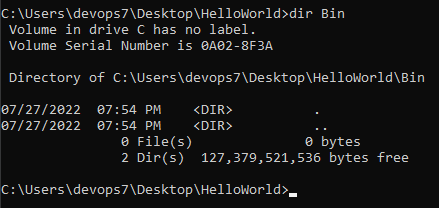 C:\Users\devops7\Desktop\HelloWorld>dir Bin
 Volume in drive C has no label.
 Volume Serial Number is 0A02-8F3A

 Directory of C:\Users\devops7\Desktop\HelloWorld\Bin

07/27/2022  07:54 PM    <DIR>          .
07/27/2022  07:54 PM    <DIR>          ..
               0 File(s)              0 bytes
               2 Dir(s)  127,379,521,536 bytes free

C:\Users\devops7\Desktop\HelloWorld>